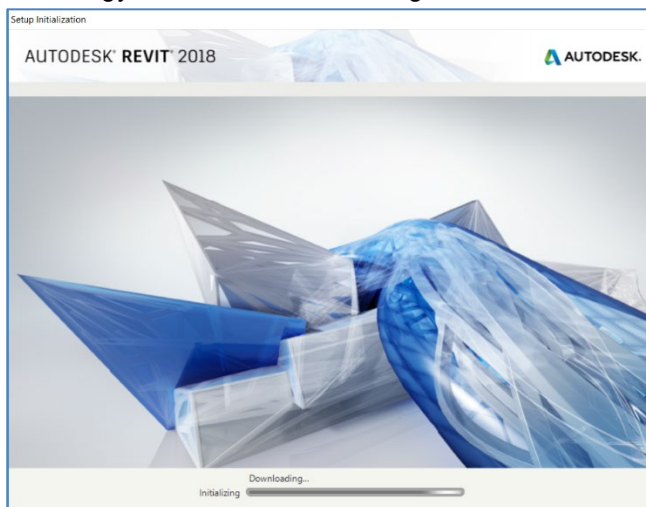 Setup Initialization
AUTODESK® REVIT® 2018
AUTODESK.
Downloading...
Initializing